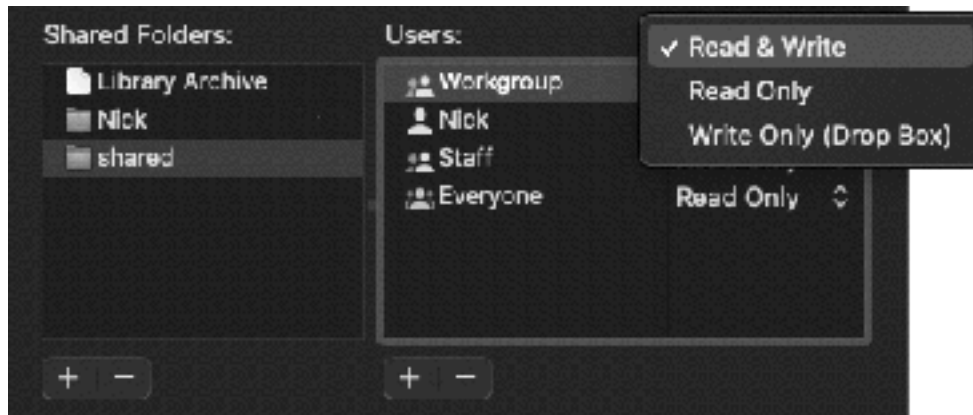 Shared Folders:
Library Archive
Nick
shared
Users:
Workgroup
Nick
Staff
Everyone
Read Only
✓ Read & Write
Read Only
Write Only (Drop Box)
+ −
+ −